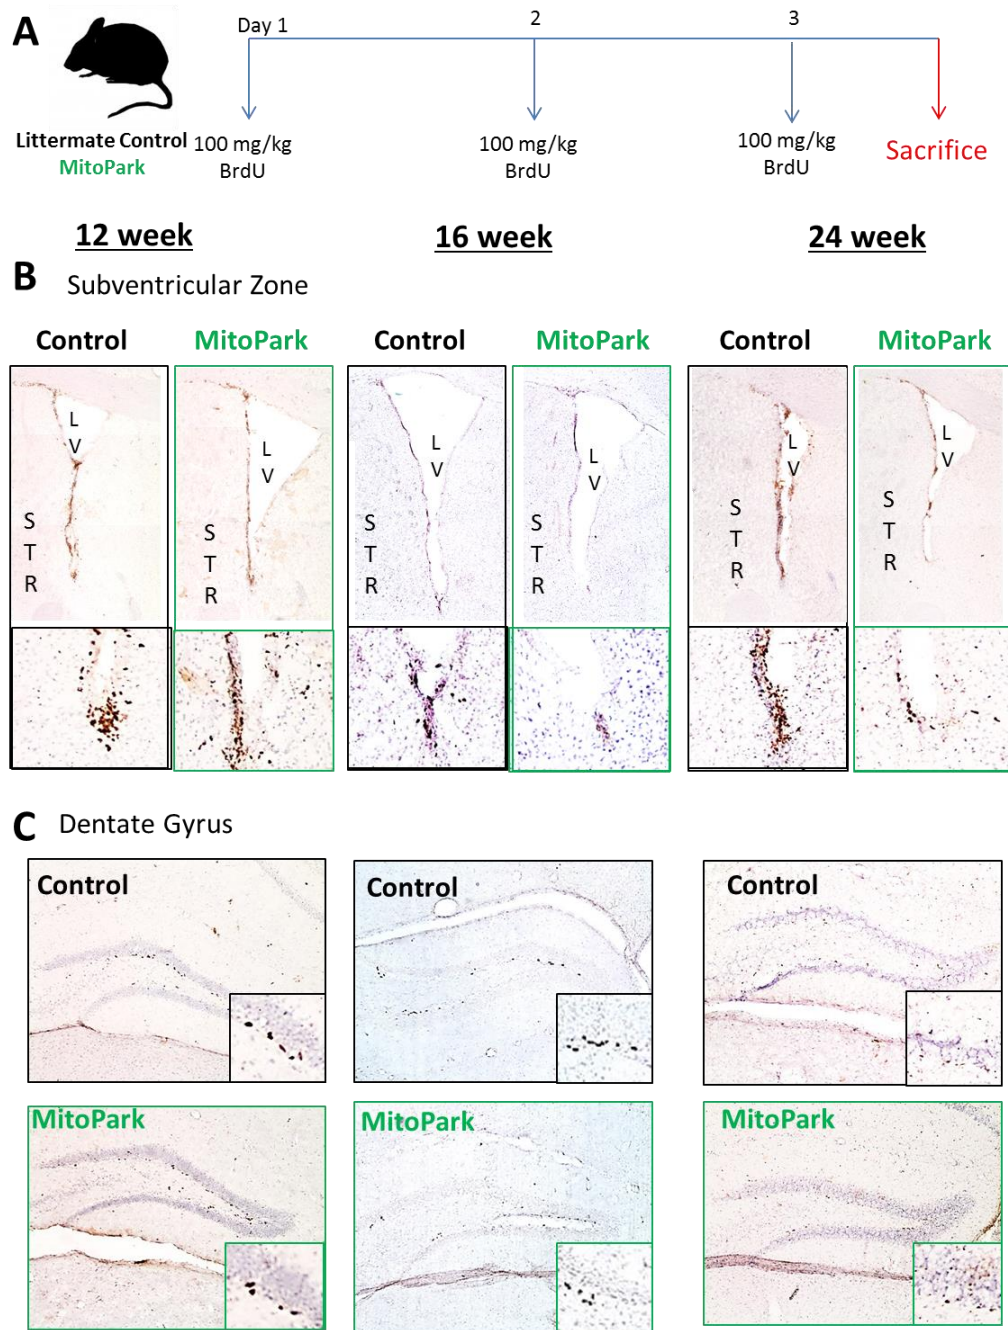 A
Day 1
2
3
Littermate Control
MitoPark
100 mg/kg
BrdU
100 mg/kg
BrdU
100 mg/kg
BrdU
Sacrifice
12 week
16 week
24 week
B
Subventricular Zone
Control
MitoPark
Control
MitoPark
Control
MitoPark
L
V
S
T
R
L
V
S
T
R
L
V
S
T
R
L
V
S
T
R
L
V
S
T
R
L
V
S
T
R
C
Dentate Gyrus
Control
Control
Control
MitoPark
MitoPark
MitoPark